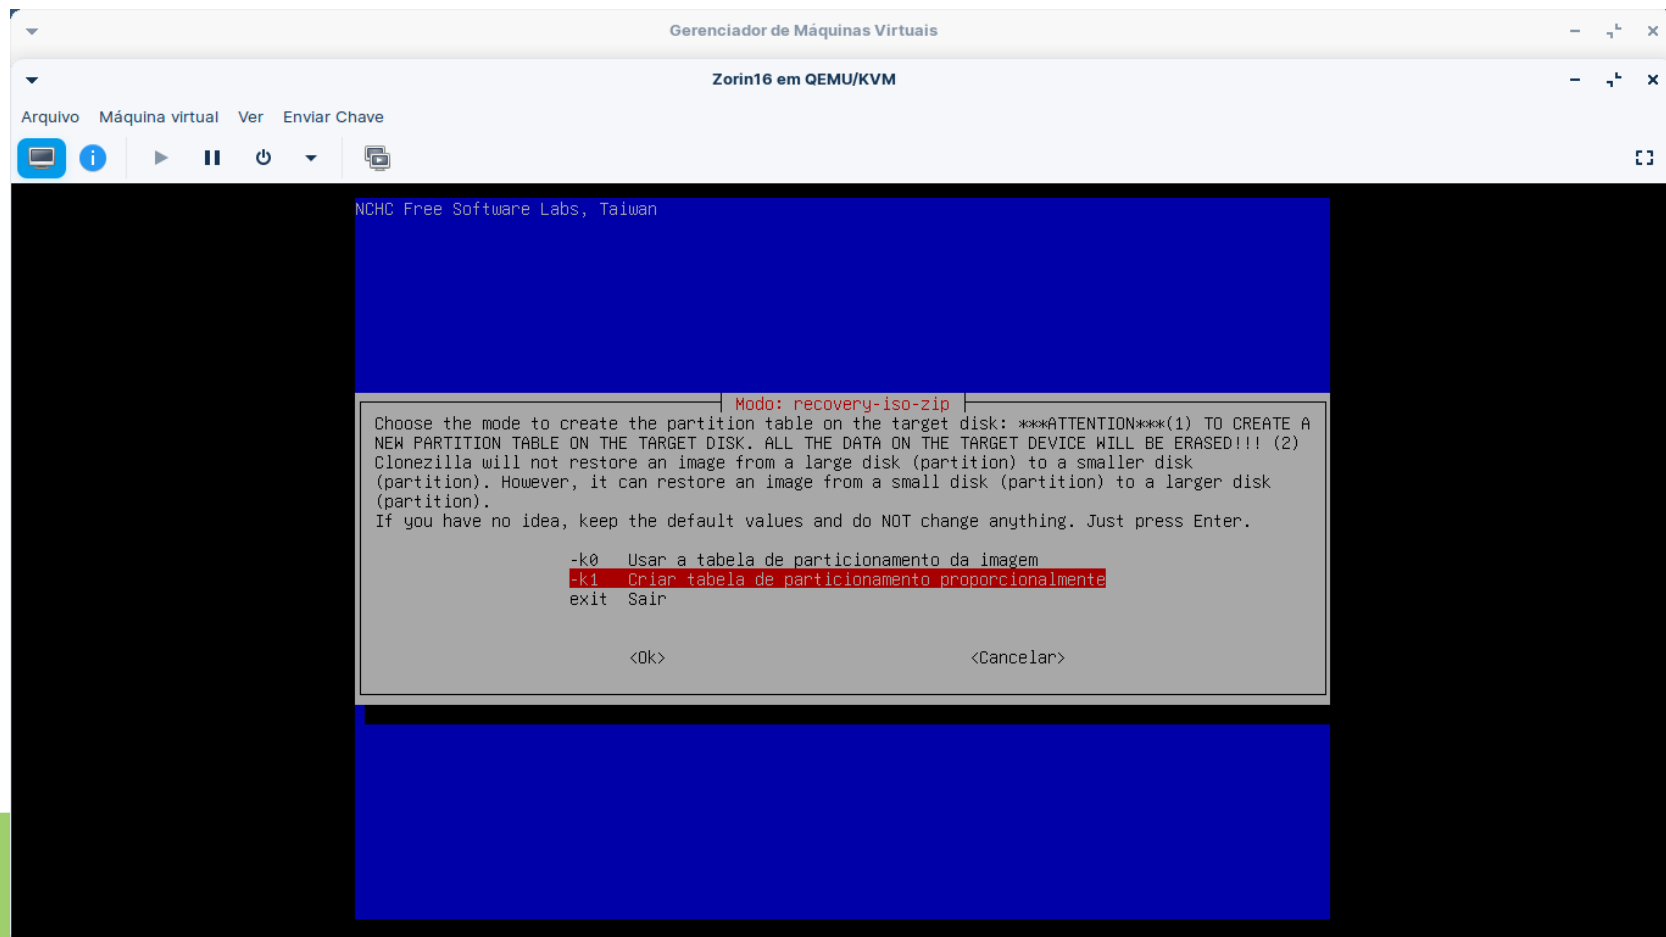 Gerenciador de Máquinas Virtuais
Zorin16 em QEMU/KVM
Arquivo Máquina virtual Ver Enviar Chave
NCHC Free Software Labs, Taiwan
Modo: recovery-iso-zip
Choose the mode to create the partition table on the target disk: ***ATTENTION***(1) TO CREATE A
NEW PARTITION TABLE ON THE TARGET DISK. ALL THE DATA ON THE TARGET DEVICE WILL BE ERASED!!! (2)
Clonezilla will not restore an image from a large disk (partition) to a smaller disk
(partition). However, it can restore an image from a small disk (partition) to a larger disk
(partition).
If you have no idea, keep the default values and do NOT change anything. Just press Enter.
-k0 Usar a tabela de particionamento da imagem
-k1 Criar tabela de particionamento proporcionalmente
exit Sair
<Ok> <Cancelar>